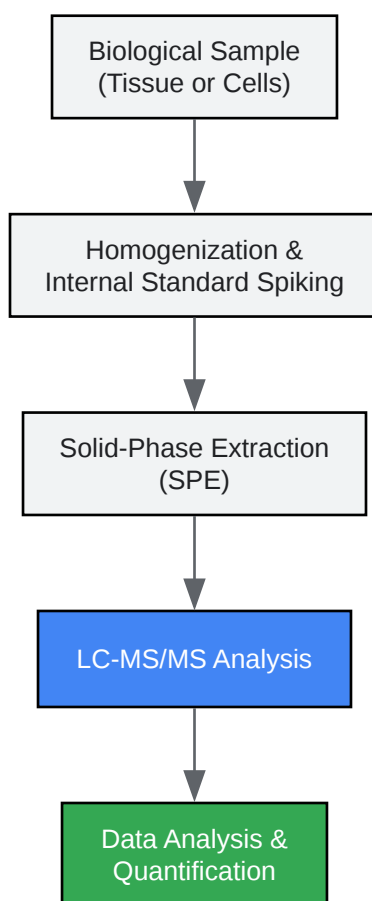 Biological Sample
(Tissue or Cells)
Homogenization &
Internal Standard Spiking
Solid-Phase Extraction
(SPE)
LC-MS/MS Analysis
Data Analysis &
Quantification